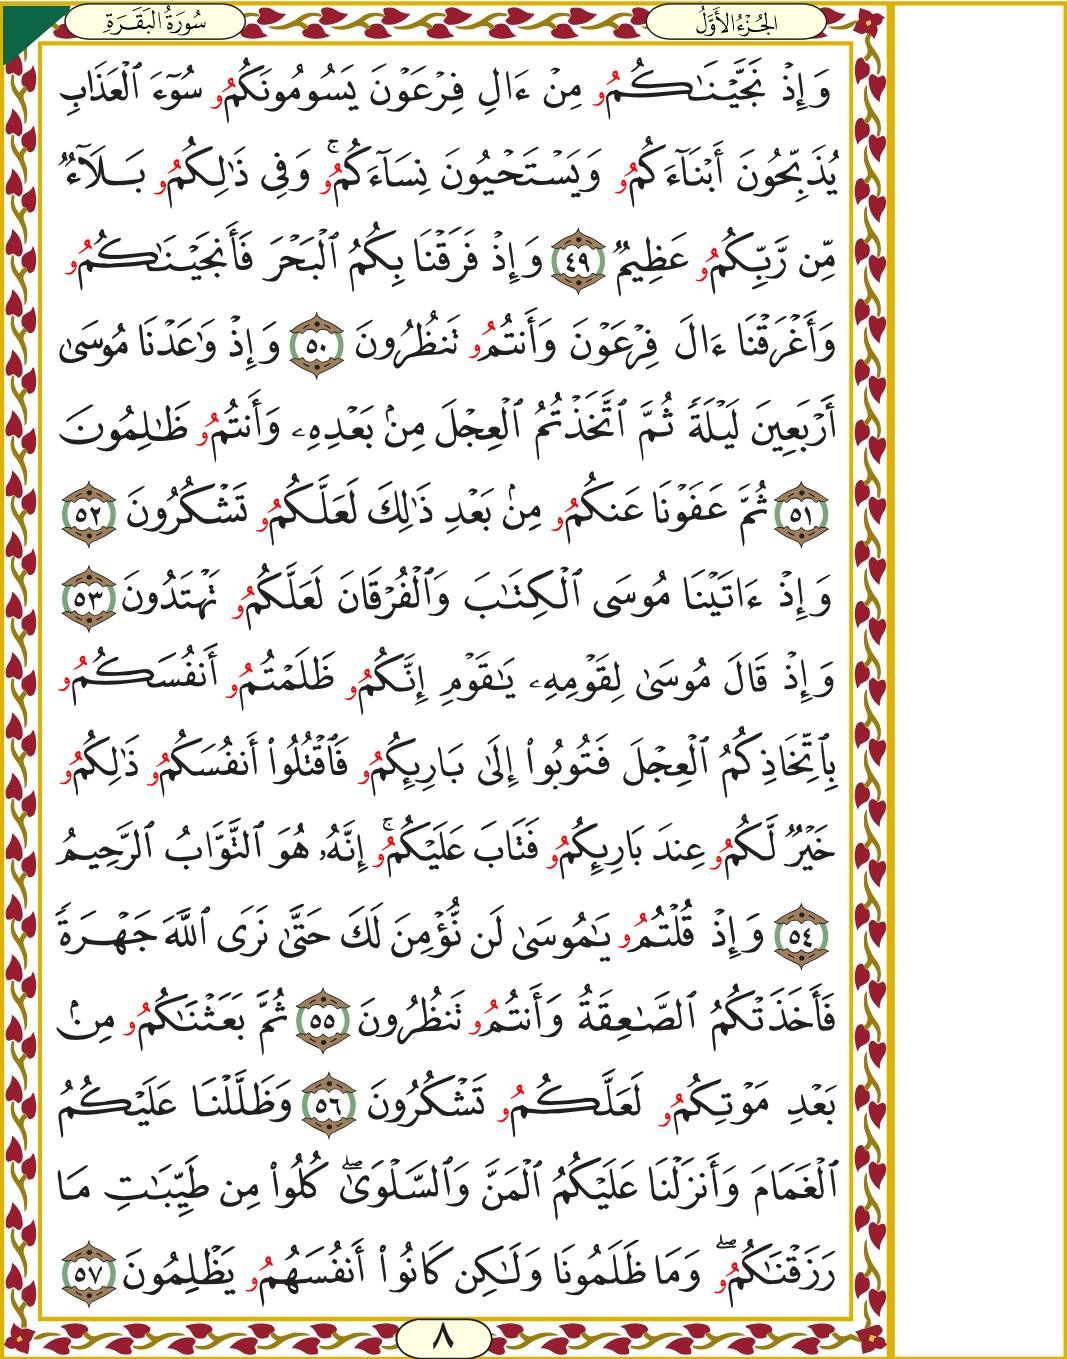 الجُزْءُ الأَوَّلُ
سُورَةُ البَقَرَةِ
وَإِذْ نَجَّيْنَـٰكُمُۥ مِنْ ءَالِ فِرْعَوْنَ يَسُومُونَكُمُۥ سُوٓءَ ٱلْعَذَابِ
يُذَبِّحُونَ أَبْنَآءَكُمُۥ وَيَسْتَحْيُونَ نِسَآءَكُمُۥۚ وَفِى ذَٰلِكُمُۥ بَلَآءٌ
مِّن رَّبِّكُمُۥ عَظِيمٌ ٤٩ وَإِذْ فَرَقْنَا بِكُمُ ٱلْبَحْرَ فَأَنجَيْنَـٰكُمُۥ
وَأَغْرَقْنَا ءَالَ فِرْعَوْنَ وَأَنتُمُۥ تَنظُرُونَ ٥٠ وَإِذْ وَٰعَدْنَا مُوسَىٰ
أَرْبَعِينَ لَيْلَةً ثُمَّ ٱتَّخَذْتُمُ ٱلْعِجْلَ مِنۢ بَعْدِهِۦ وَأَنتُمُۥ ظَـٰلِمُونَ
٥١ ثُمَّ عَفَوْنَا عَنكُمُۥ مِنۢ بَعْدِ ذَٰلِكَ لَعَلَّكُمُۥ تَشْكُرُونَ ٥٢
وَإِذْ ءَاتَيْنَا مُوسَى ٱلْكِتَـٰبَ وَٱلْفُرْقَانَ لَعَلَّكُمُۥ تَهْتَدُونَ ٥٣
وَإِذْ قَالَ مُوسَىٰ لِقَوْمِهِۦ يَـٰقَوْمِ إِنَّكُمُۥ ظَلَمْتُمُۥ أَنفُسَكُمُۥ
بِٱتِّخَاذِكُمُ ٱلْعِجْلَ فَتُوبُوا۟ إِلَىٰ بَارِئِكُمُۥ فَٱقْتُلُوا۟ أَنفُسَكُمُۥ ذَٰلِكُمُۥ
خَيْرٌ لَّكُمُۥ عِندَ بَارِئِكُمُۥ فَتَابَ عَلَيْكُمُۥۚ إِنَّهُۥ هُوَ ٱلتَّوَّابُ ٱلرَّحِيمُ
٥٤ وَإِذْ قُلْتُمُۥ يَـٰمُوسَىٰ لَن نُّؤْمِنَ لَكَ حَتَّىٰ نَرَى ٱللَّهَ جَهْرَةً
فَأَخَذَتْكُمُ ٱلصَّـٰعِقَةُ وَأَنتُمُۥ تَنظُرُونَ ٥٥ ثُمَّ بَعَثْنَـٰكُمُۥ مِنۢ
بَعْدِ مَوْتِكُمُۥ لَعَلَّكُمُۥ تَشْكُرُونَ ٥٦ وَظَلَّلْنَا عَلَيْكُمُ
ٱلْغَمَامَ وَأَنزَلْنَا عَلَيْكُمُ ٱلْمَنَّ وَٱلسَّلْوَىٰۖ كُلُوا۟ مِن طَيِّبَـٰتِ مَا
رَزَقْنَـٰكُمُۥۖ وَمَا ظَلَمُونَا وَلَـٰكِن كَانُوٓا۟ أَنفُسَهُمُۥ يَظْلِمُونَ ٥٧
٨